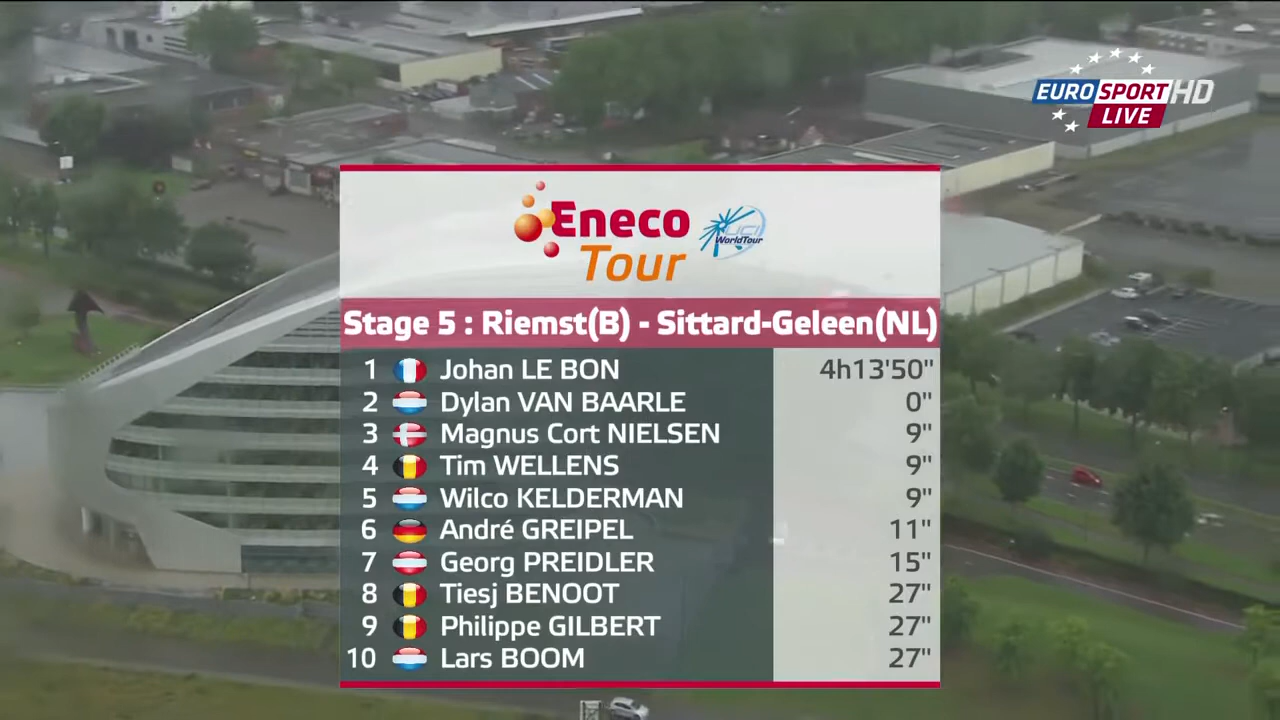 EUROSPORT HD
LIVE
Eneco
Tour
UCI
WorldTour
Stage 5 : Riemst(B) - Sittard-Geleen(NL)
1 Johan LE BON 4h13'50"
2 Dylan VAN BAARLE 0"
3 Magnus Cort NIELSEN 9"
4 Tim WELLENS 9"
5 Wilco KELDERMAN 9"
6 André GREIPEL 11"
7 Georg PREIDLER 15"
8 Tiesj BENOOT 27"
9 Philippe GILBERT 27"
10 Lars BOOM 27"